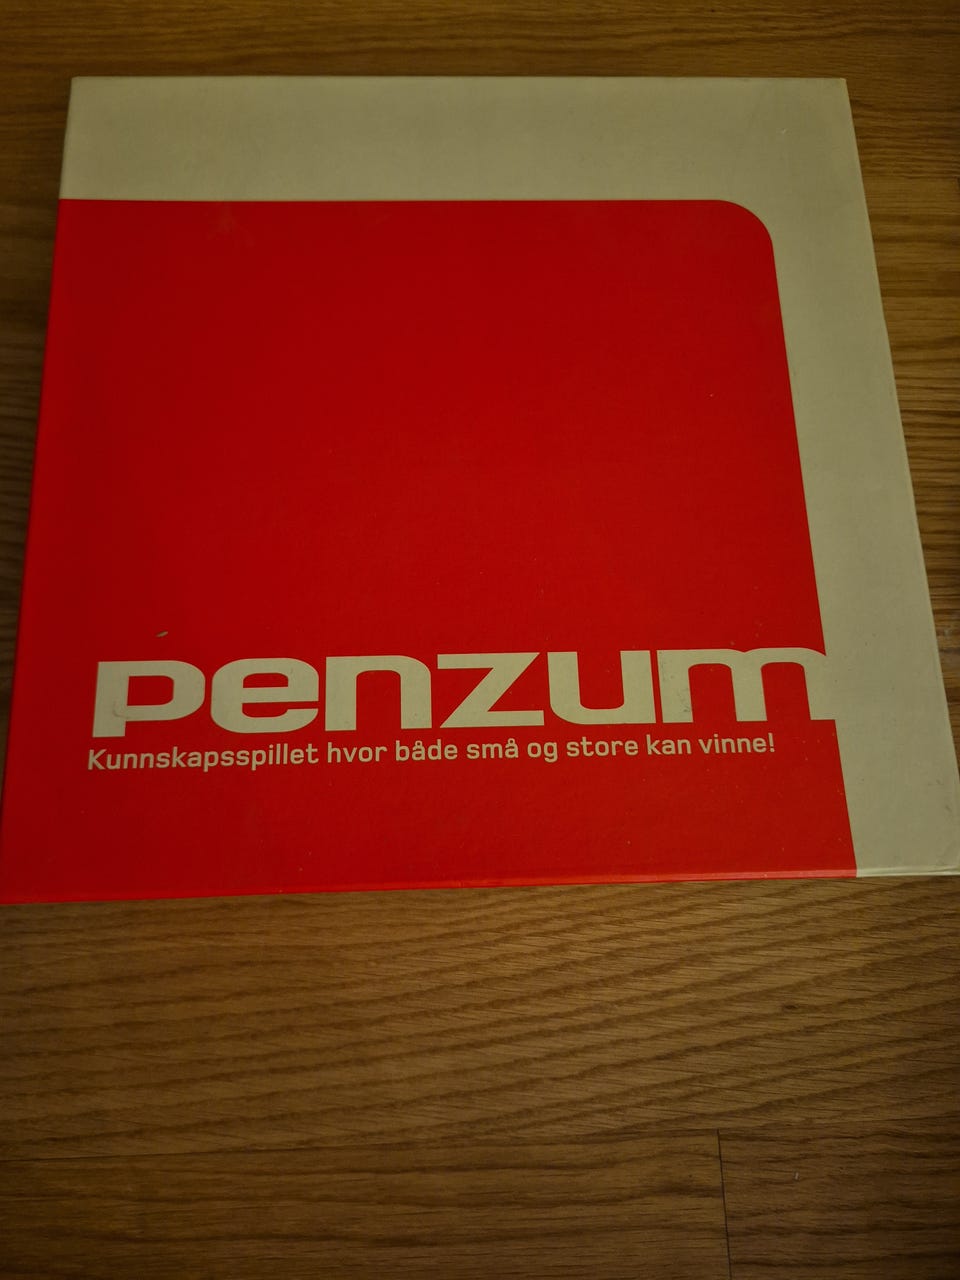 penzum
Kunnskapsspillet hvor både små og store kan vinne!